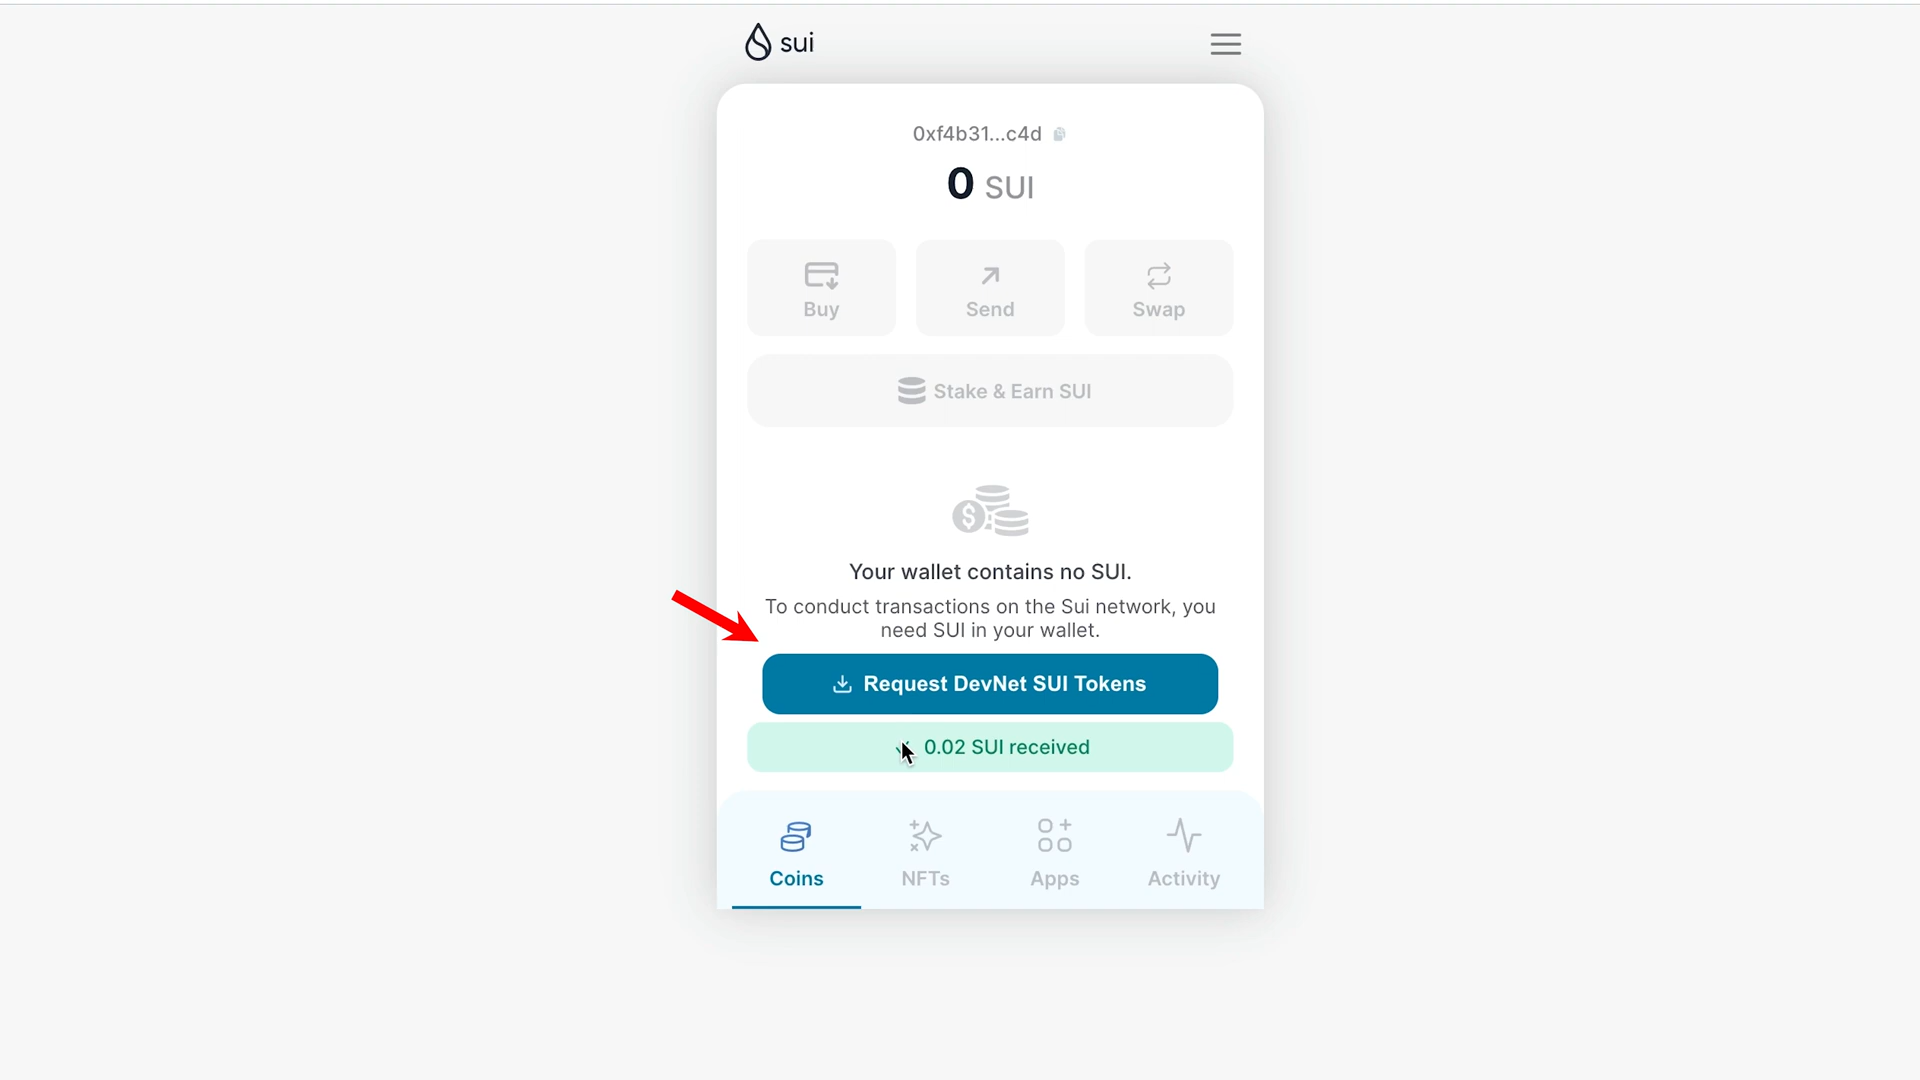 sui
0xf4b31...c4d
0 SUI
Buy
Send
Swap
Stake & Earn SUI
Your wallet contains no SUI.
To conduct transactions on the Sui network, you
need SUI in your wallet.
Request DevNet SUI Tokens
0.02 SUI received
Coins
NFTs
Apps
Activity